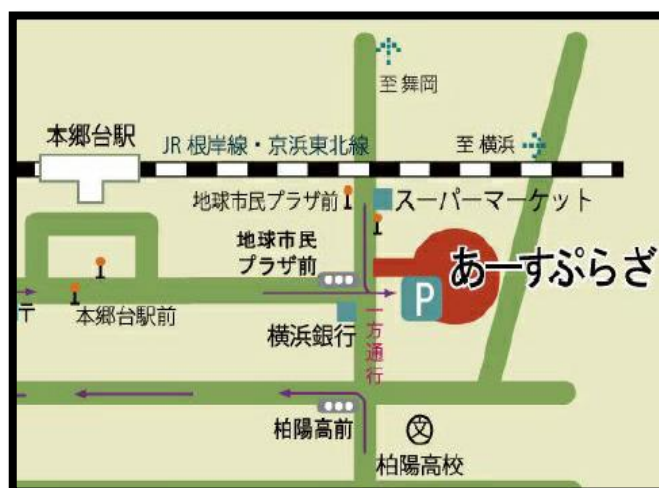 至 舞岡
本郷台駅
JR 根岸線・京浜東北線
至 横浜
地球市民プラザ前
スーパーマーケット
地球市民
プラザ前
あーすぷらざ
P
〒
本郷台駅前
横浜銀行
一方通行
柏陽高前
文
柏陽高校